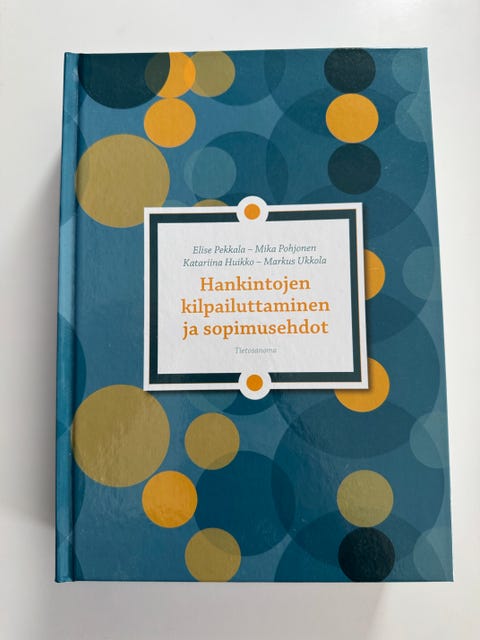 Elise Pekkala – Mika Pohjonen
Katariina Huikko – Markus Ukkola
Hankintojen
kilpailuttaminen
ja sopimusehdot
Tietosanoma